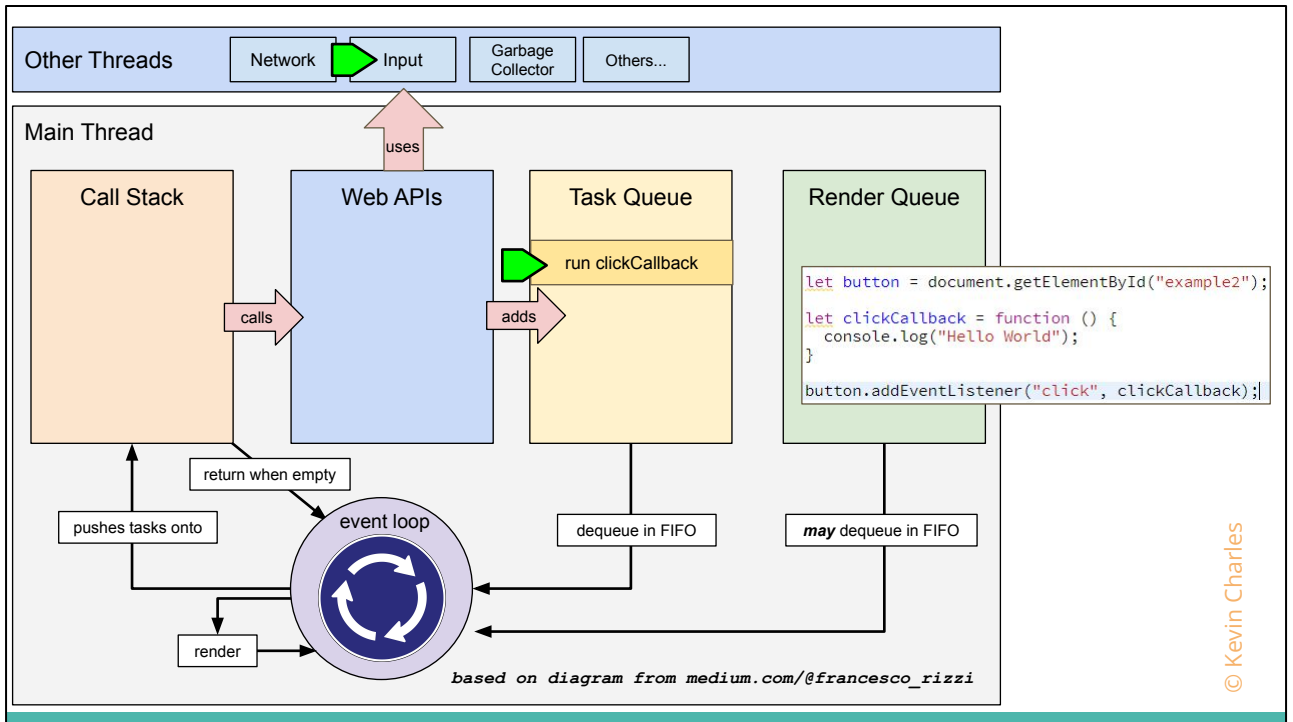 Other Threads
Network
Input
Garbage
Collector
Others...
Main Thread
uses
Call Stack
Web APIs
Task Queue
Render Queue
run clickCallback
calls
adds
let button = document.getElementById("example2");
let clickCallback = function () {
console.log("Hello World");
}
button.addEventListener("click", clickCallback);
return when empty
pushes tasks onto
event loop
dequeue in FIFO
may dequeue in FIFO
render
based on diagram from medium.com/@francesco_rizzi
© Kevin Charles